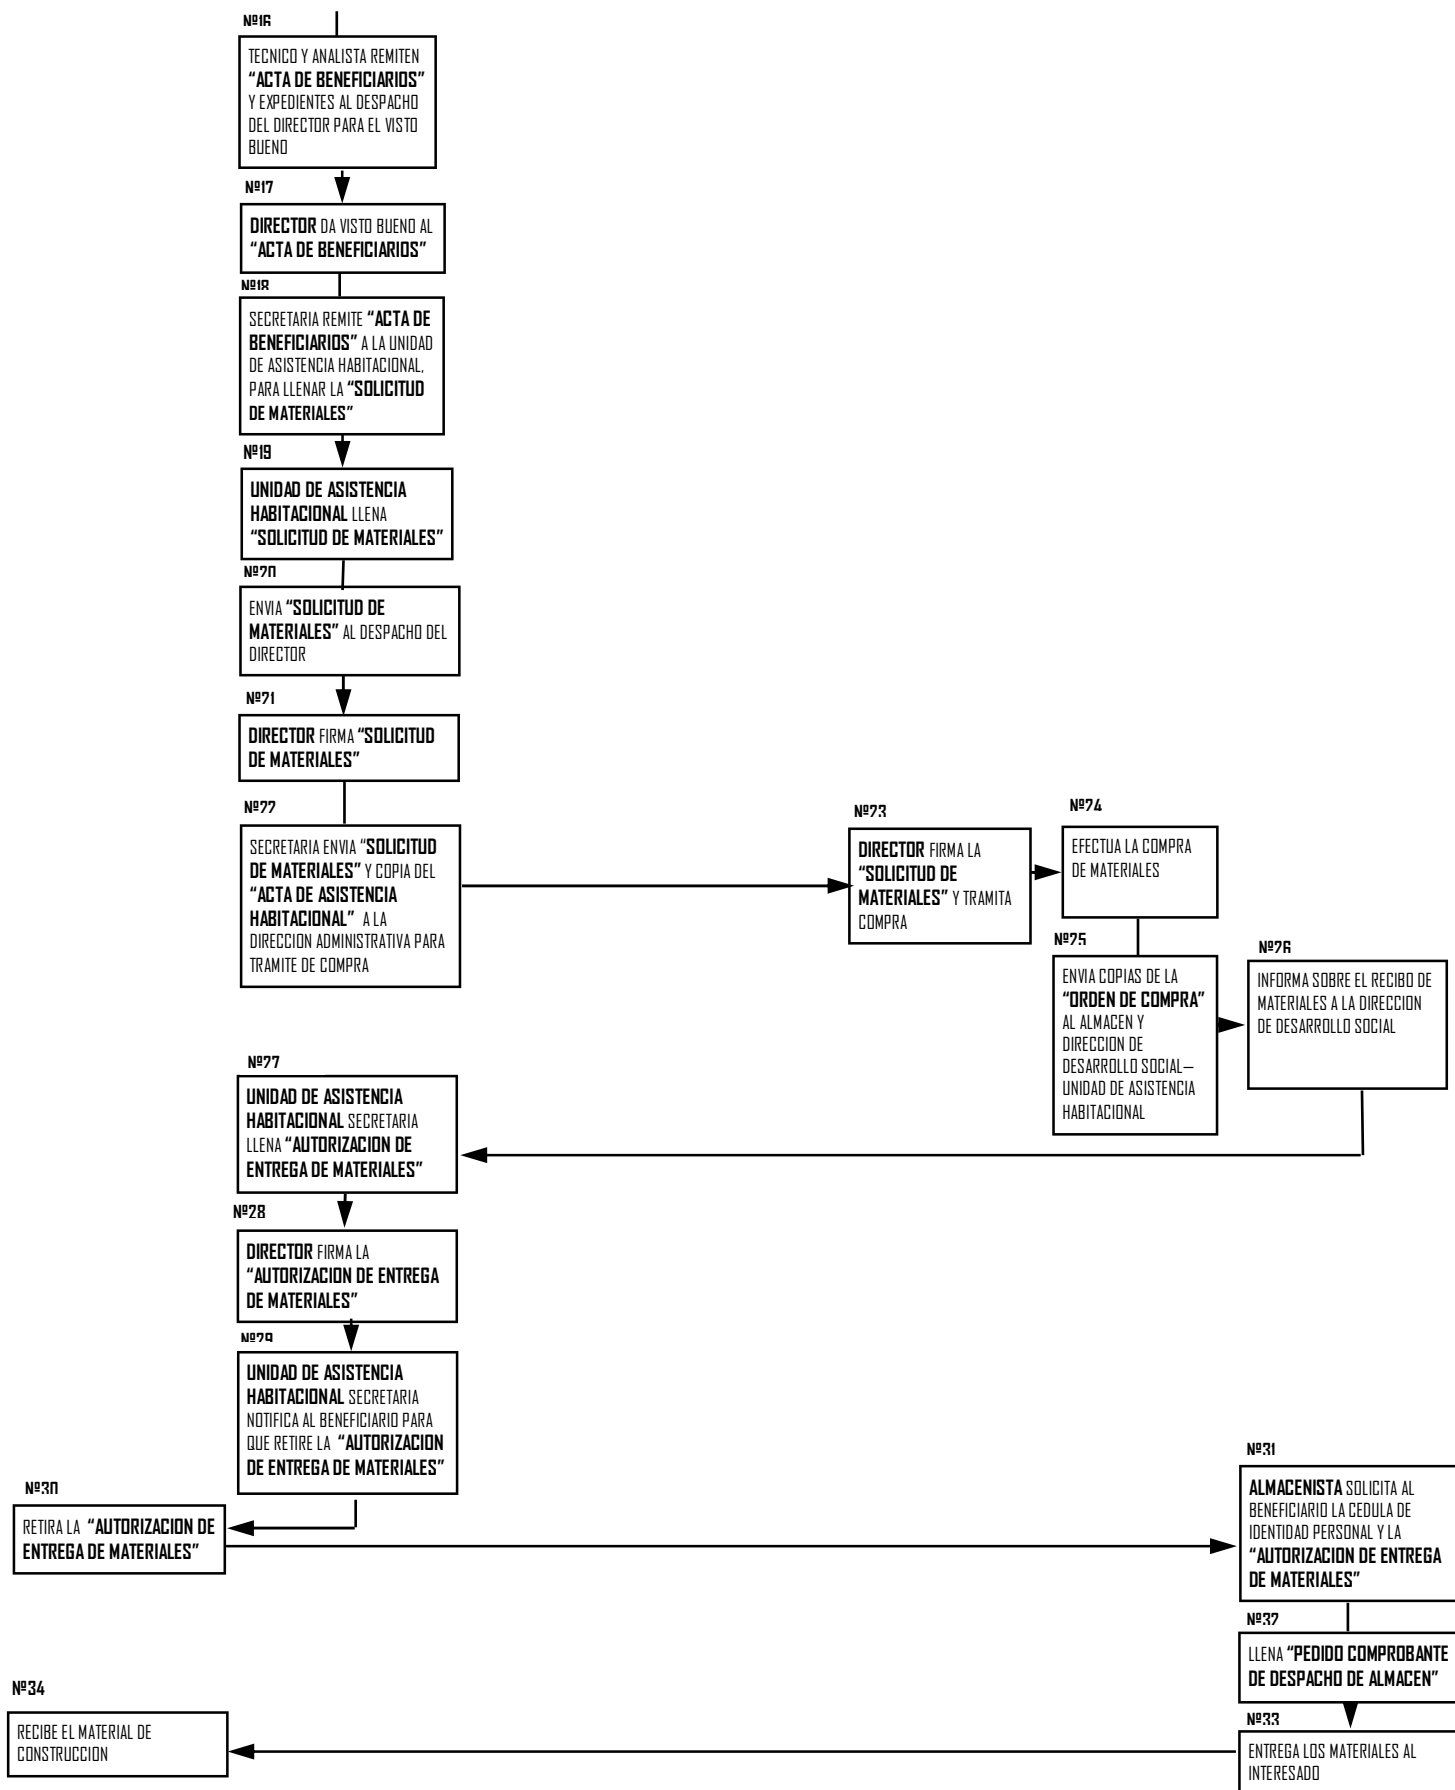 Nº16
TECNICO Y ANALISTA REMITEN
“ACTA DE BENEFICIARIOS”
Y EXPEDIENTES AL DESPACHO
DEL DIRECTOR PARA EL VISTO
BUENO
Nº17
DIRECTOR DA VISTO BUENO AL
“ACTA DE BENEFICIARIOS”
Nº18
SECRETARIA REMITE “ACTA DE
BENEFICIARIOS” A LA UNIDAD
DE ASISTENCIA HABITACIONAL,
PARA LLENAR LA “SOLICITUD
DE MATERIALES”
Nº19
UNIDAD DE ASISTENCIA
HABITACIONAL LLENA
“SOLICITUD DE MATERIALES”
Nº20
ENVIA “SOLICITUD DE
MATERIALES” AL DESPACHO DEL
DIRECTOR
Nº21
DIRECTOR FIRMA “SOLICITUD
DE MATERIALES”
Nº22
SECRETARIA ENVIA “SOLICITUD
DE MATERIALES” Y COPIA DEL
“ACTA DE ASISTENCIA
HABITACIONAL” A LA
DIRECCION ADMINISTRATIVA PARA
TRAMITE DE COMPRA
Nº23
DIRECTOR FIRMA LA
“SOLICITUD DE
MATERIALES” Y TRAMITA
COMPRA
Nº24
EFECTUA LA COMPRA
DE MATERIALES
Nº25
ENVIA COPIAS DE LA
“ORDEN DE COMPRA”
AL ALMACEN Y
DIRECCION DE
DESARROLLO SOCIAL—
UNIDAD DE ASISTENCIA
HABITACIONAL
Nº26
INFORMA SOBRE EL RECIBO DE
MATERIALES A LA DIRECCION
DE DESARROLLO SOCIAL
Nº27
UNIDAD DE ASISTENCIA
HABITACIONAL SECRETARIA
LLENA “AUTORIZACION DE
ENTREGA DE MATERIALES”
Nº28
DIRECTOR FIRMA LA
“AUTORIZACION DE ENTREGA
DE MATERIALES”
Nº29
UNIDAD DE ASISTENCIA
HABITACIONAL SECRETARIA
NOTIFICA AL BENEFICIARIO PARA
QUE RETIRE LA “AUTORIZACION
DE ENTREGA DE MATERIALES”
Nº30
RETIRA LA “AUTORIZACION DE
ENTREGA DE MATERIALES”
Nº31
ALMACENISTA SOLICITA AL
BENEFICIARIO LA CEDULA DE
IDENTIDAD PERSONAL Y LA
“AUTORIZACION DE ENTREGA
DE MATERIALES”
Nº32
LLENA “PEDIDO COMPROBANTE
DE DESPACHO DE ALMACEN”
Nº33
ENTREGA LOS MATERIALES AL
INTERESADO
Nº34
RECIBE EL MATERIAL DE
CONSTRUCCION